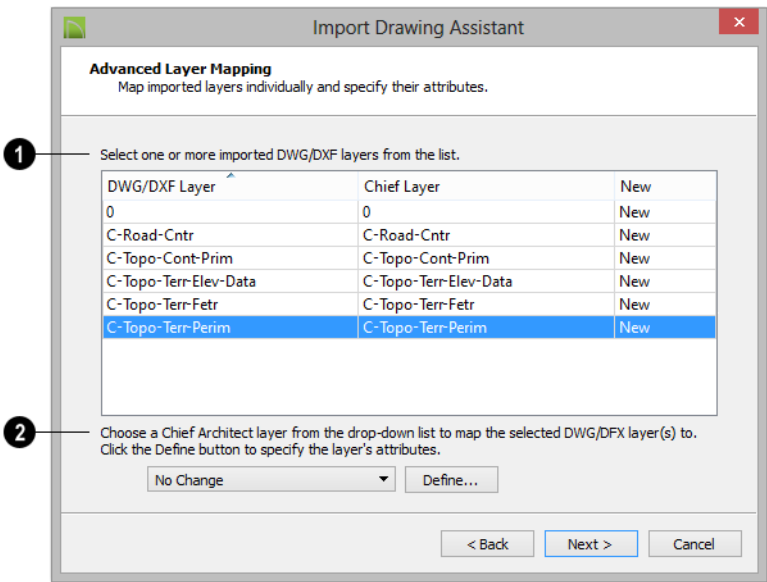 Import Drawing Assistant
×
Advanced Layer Mapping
Map imported layers individually and specify their attributes.
1
Select one or more imported DWG/DXF layers from the list.
DWG/DXF Layer Chief Layer New
0 0 New
C-Road-Cntr C-Road-Cntr New
C-Topo-Cont-Prim C-Topo-Cont-Prim New
C-Topo-Terr-Elev-Data C-Topo-Terr-Elev-Data New
C-Topo-Terr-Fetr C-Topo-Terr-Fetr New
C-Topo-Terr-Perim C-Topo-Terr-Perim New
2
Choose a Chief Architect layer from the drop-down list to map the selected DWG/DFX layer(s) to.
Click the Define button to specify the layer's attributes.
No Change Define...
< Back Next > Cancel